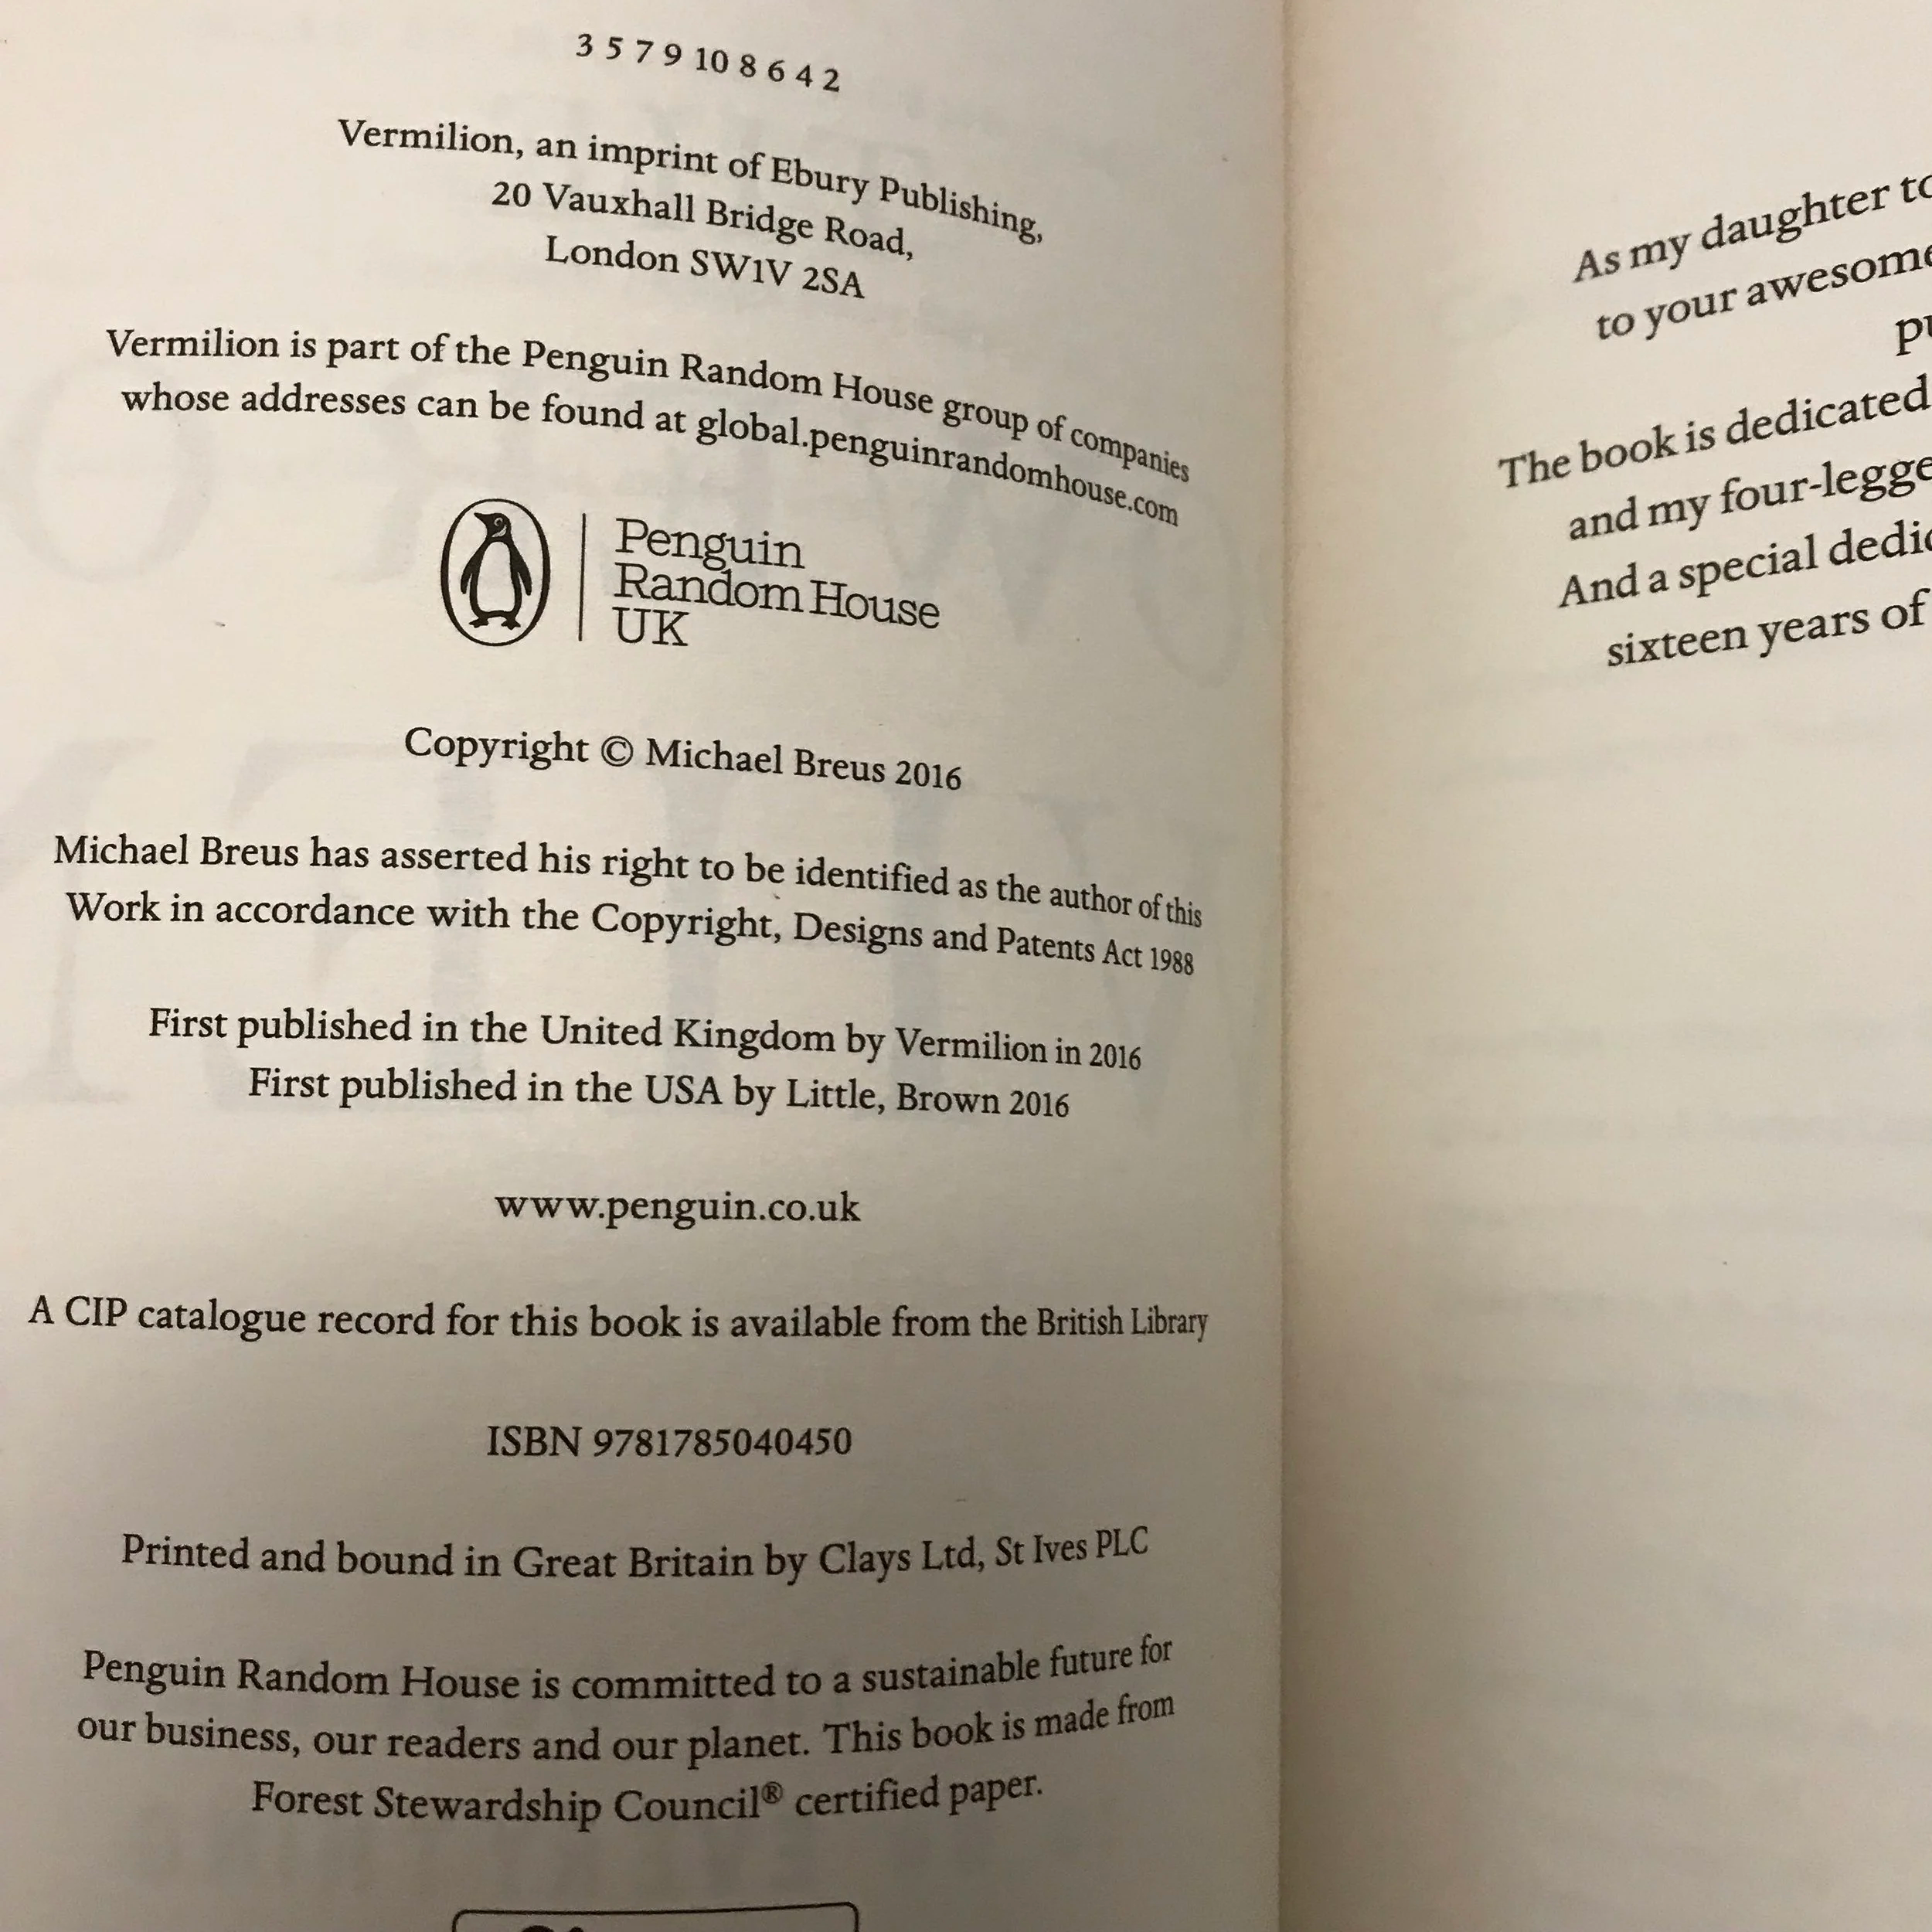 3 5 7 9 10 8 6 4 2
Vermilion, an imprint of Ebury Publishing,
20 Vauxhall Bridge Road,
London SW1V 2SA
Vermilion is part of the Penguin Random House group of companies
whose addresses can be found at global.penguinrandomhouse.com
Penguin
Random House
UK
Copyright © Michael Breus 2016
Michael Breus has asserted his right to be identified as the author of this
Work in accordance with the Copyright, Designs and Patents Act 1988
First published in the United Kingdom by Vermilion in 2016
First published in the USA by Little, Brown 2016
www.penguin.co.uk
A CIP catalogue record for this book is available from the British Library
ISBN 9781785040450
Printed and bound in Great Britain by Clays Ltd, St Ives PLC
Penguin Random House is committed to a sustainable future for
our business, our readers and our planet. This book is made from
Forest Stewardship Council® certified paper.
As my daughter to
to your awesome
The book is dedicated
and my four-legge
And a special dedic
sixteen years of